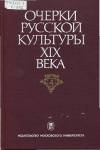 ОЧЕРКИ
РУССКОЙ
КУЛЬТУРЫ
XIX
ВЕКА
ИЗДАТЕЛЬСТВО МОСКОВСКОГО УНИВЕРСИТЕТА